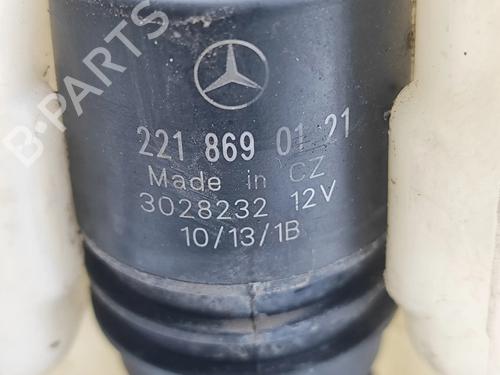 B-PARTS
221 869 01 21
Made in CZ
3028232 12V
10/13/1B